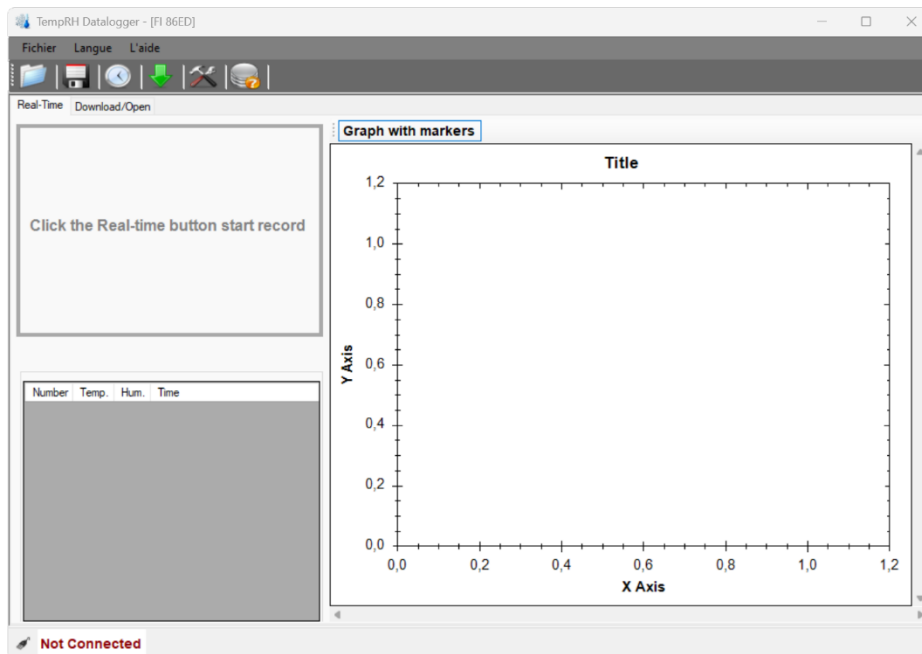 TempRH Datalogger - [FI 86ED]
Fichier Langue L'aide
Real-Time Download/Open
Graph with markers
Click the Real-time button start record
Title
1,2
1,0
0,8
0,6
0,4
0,2
0,0
Y Axis
0,0 0,2 0,4 0,6 0,8 1,0 1,2
X Axis
Number Temp. Hum. Time
Not Connected